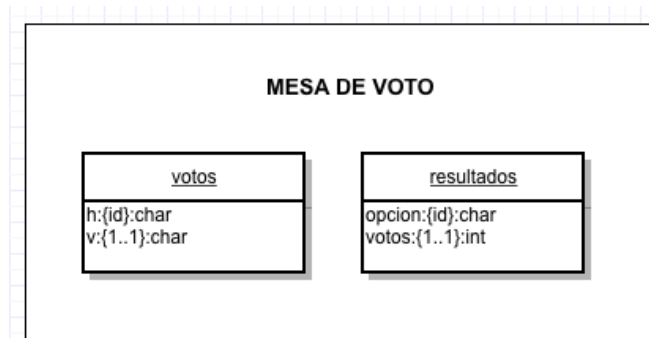 MESA DE VOTO
votos
h:{id}:char
v:{1..1}:char
resultados
opcion:{id}:char
votos:{1..1}:int